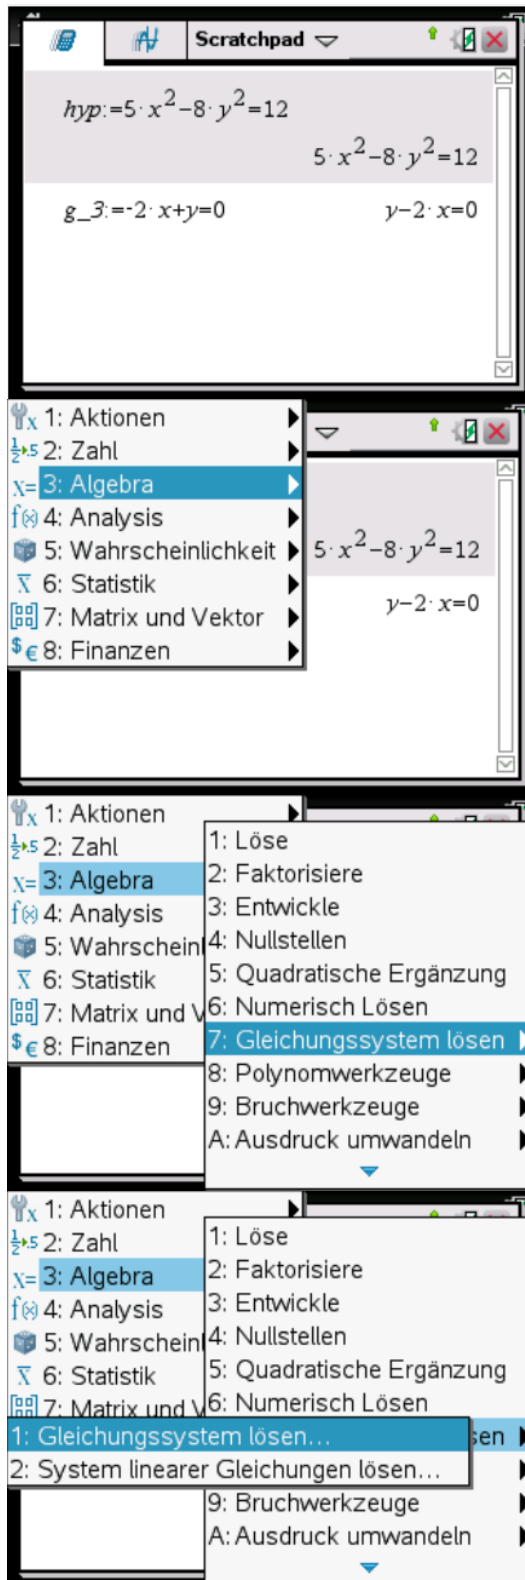 Scratchpad
hyp:=5·x²-8·y²=12
5·x²-8·y²=12
g_3:=-2·x+y=0
y-2·x=0
1: Aktionen
2: Zahl
3: Algebra
4: Analysis
5: Wahrscheinlichkeit
6: Statistik
7: Matrix und Vektor
8: Finanzen
5·x²-8·y²=12
y-2·x=0
1: Aktionen
2: Zahl
3: Algebra
4: Analysis
5: Wahrscheinl
6: Statistik
7: Matrix und V
8: Finanzen
1: Löse
2: Faktorisiere
3: Entwickle
4: Nullstellen
5: Quadratische Ergänzung
6: Numerisch Lösen
7: Gleichungssystem lösen
8: Polynomwerkzeuge
9: Bruchwerkzeuge
A: Ausdruck umwandeln
1: Aktionen
2: Zahl
3: Algebra
4: Analysis
5: Wahrscheinl
6: Statistik
7: Matrix und V
1: Löse
2: Faktorisiere
3: Entwickle
4: Nullstellen
5: Quadratische Ergänzung
6: Numerisch Lösen
sen
1: Gleichungssystem lösen...
2: System linearer Gleichungen lösen...
9: Bruchwerkzeuge
A: Ausdruck umwandeln